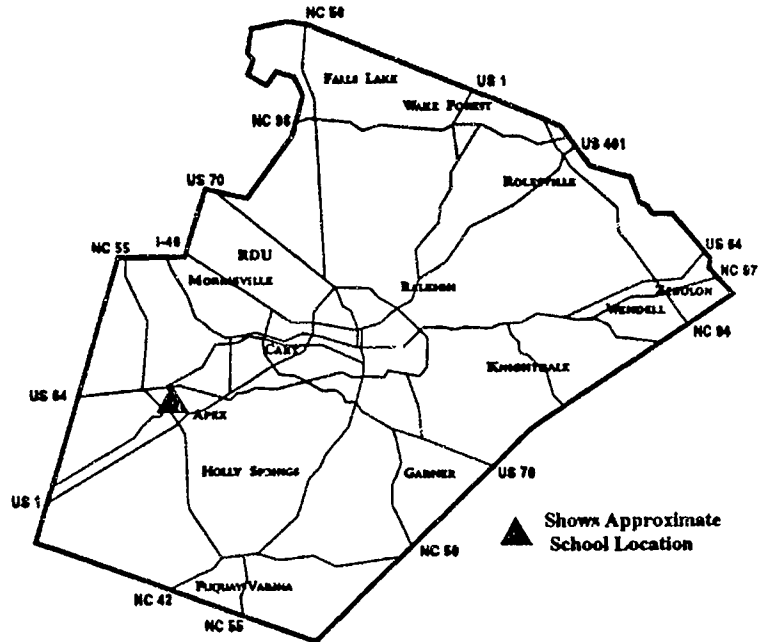 NC 50
FALLS LAKE
US 1
WAKE FOREST
NC 98
US 401
ROLESVILLE
US 70
I-40
NC 55
RDU
MORRISVILLE
US 64
NC 97
RALEIGH
ZEBULON
WENDELL
CARY
KNIGHTDALE
US 64
APEX
HOLLY SPRINGS
GARNER
US 70
US 1
Shows Approximate
School Location
NC 50
FUQUAY VARINA
NC 42
NC 55